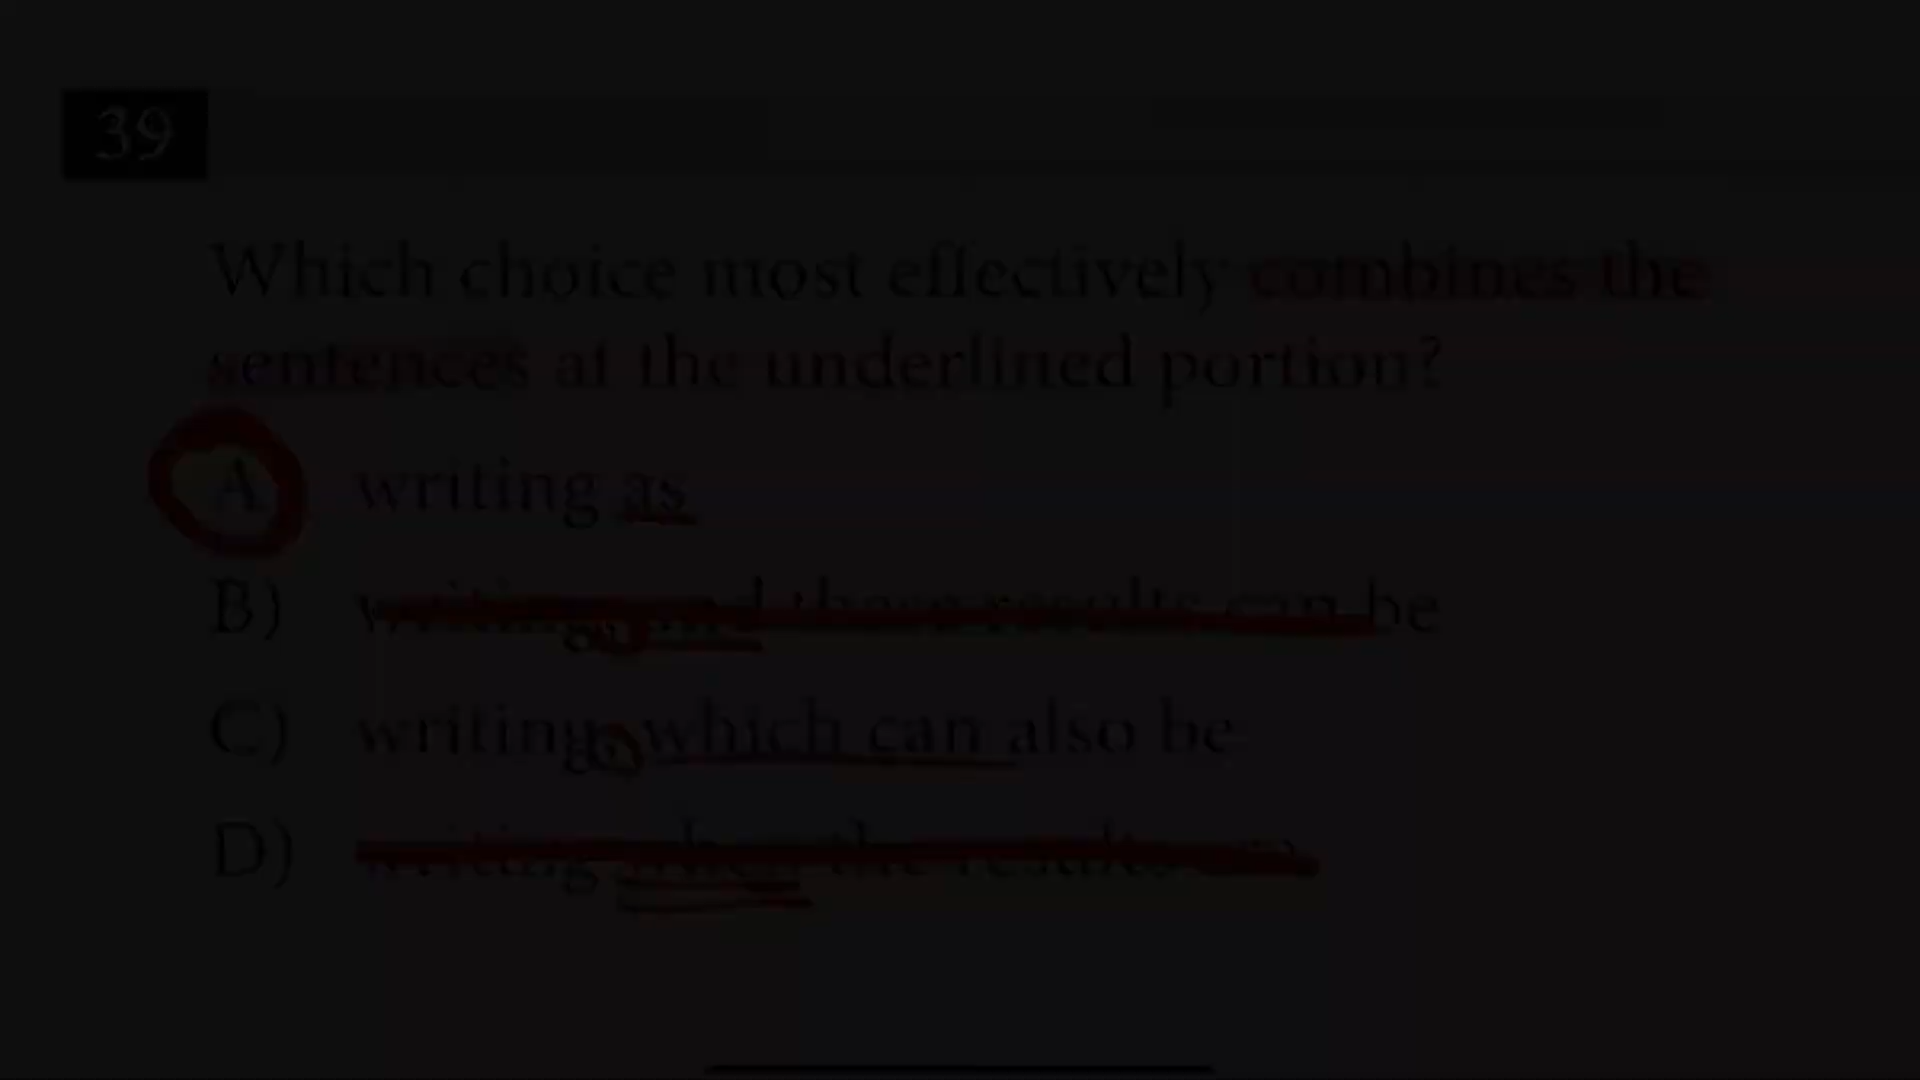 39
Which choice most effectively combines the
sentences at the underlined portion?
A writing as
B) writing, and these results can be
C) writing, which can also be
D) writing when the results